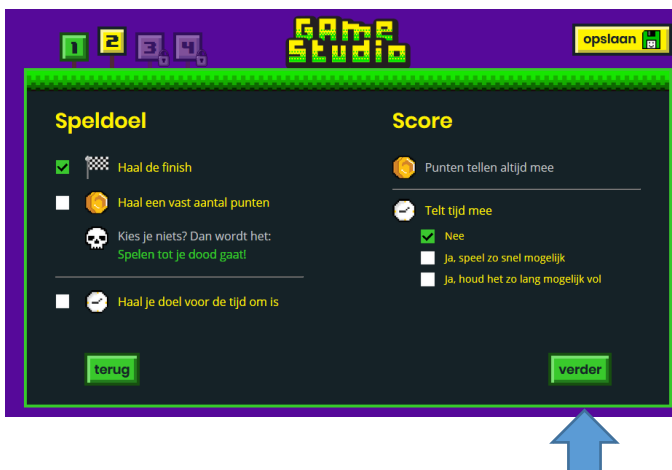 1 2 3 4
GAme
Studio
opslaan
Speldoel
Haal de finish
Haal een vast aantal punten
Kies je niets? Dan wordt het:
Spelen tot je dood gaat!
Haal je doel voor de tijd om is
terug
Score
Punten tellen altijd mee
Telt tijd mee
Nee
Ja, speel zo snel mogelijk
Ja, houd het zo lang mogelijk vol
verder